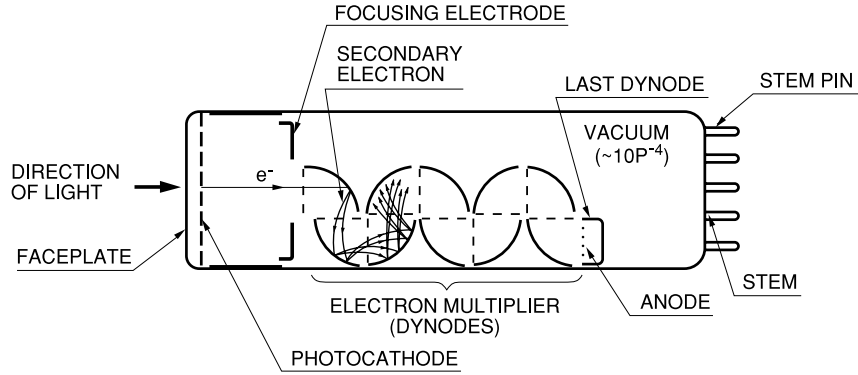 FOCUSING ELECTRODE
SECONDARY
ELECTRON
LAST DYNODE
STEM PIN
VACUUM
(~10P⁻⁴)
DIRECTION
OF LIGHT
e⁻
FACEPLATE
ELECTRON MULTIPLIER
(DYNODES)
ANODE
STEM
PHOTOCATHODE